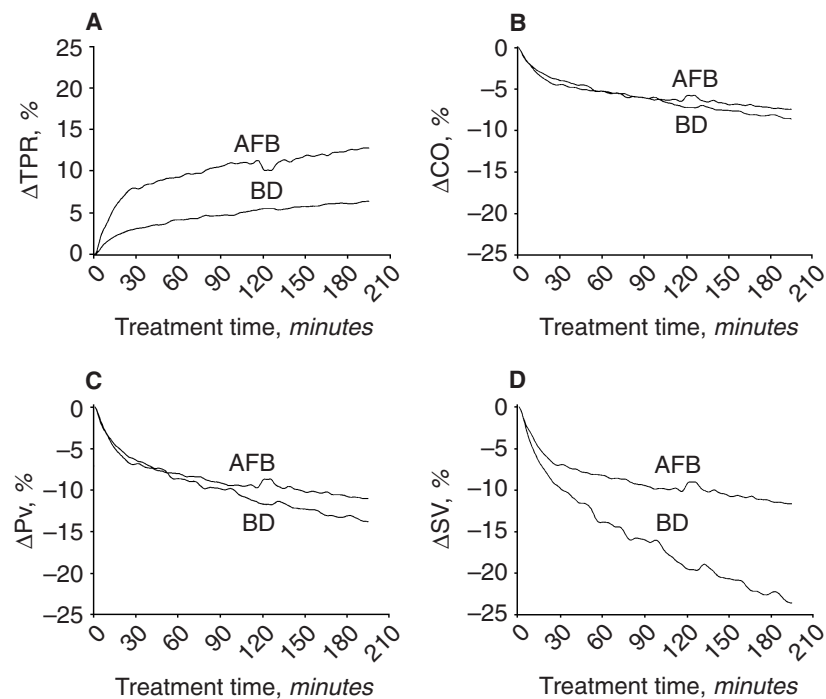 A
25
20
15
10
5
0
ΔTPR, %
AFB
BD
0
30
60
90
120
150
180
210
Treatment time, minutes
B
0
−5
−10
−15
−20
−25
ΔCO, %
AFB
BD
0
30
60
90
120
150
180
210
Treatment time, minutes
C
0
−5
−10
−15
−20
−25
ΔPv, %
AFB
BD
0
30
60
90
120
150
180
210
Treatment time, minutes
D
0
−5
−10
−15
−20
−25
ΔSV, %
AFB
BD
0
30
60
90
120
150
180
210
Treatment time, minutes